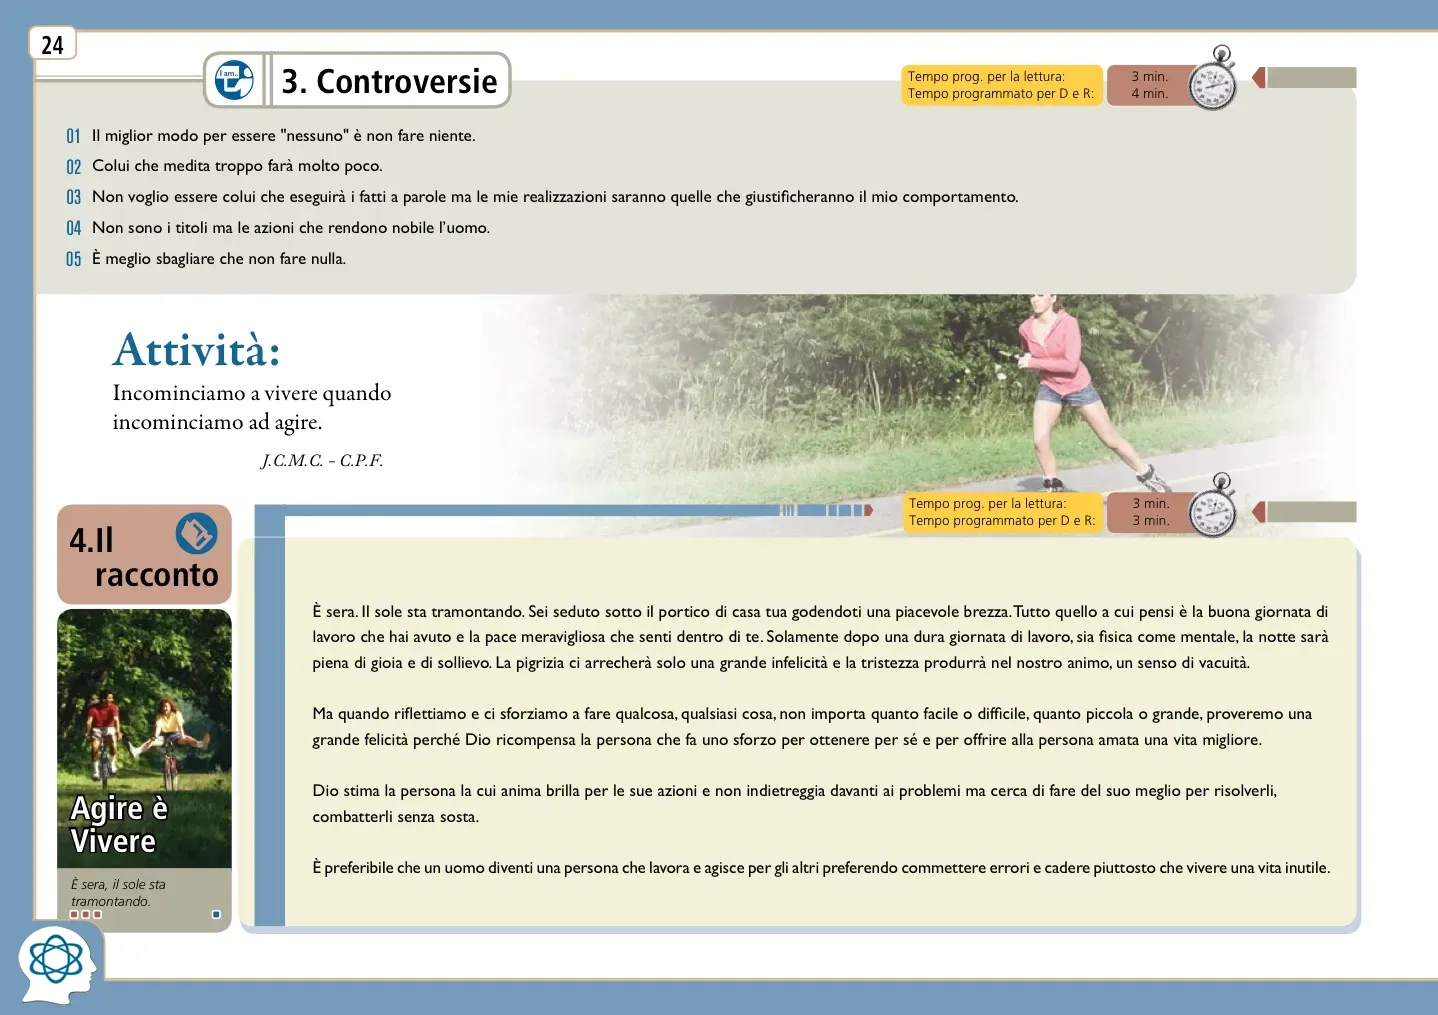 24
I am..
3. Controversie
Tempo prog. per la lettura: 3 min.
Tempo programmato per D e R: 4 min.
01 Il miglior modo per essere "nessuno" è non fare niente.
02 Colui che medita troppo farà molto poco.
03 Non voglio essere colui che eseguirà i fatti a parole ma le mie realizzazioni saranno quelle che giustificheranno il mio comportamento.
04 Non sono i titoli ma le azioni che rendono nobile l’uomo.
05 È meglio sbagliare che non fare nulla.
Attività:
Incominciamo a vivere quando
incominciamo ad agire.
J.C.M.C. – C.P.F.
4.Il
racconto
Tempo prog. per la lettura: 3 min.
Tempo programmato per D e R: 3 min.
È sera. Il sole sta tramontando. Sei seduto sotto il portico di casa tua godendoti una piacevole brezza. Tutto quello a cui pensi è la buona giornata di
lavoro che hai avuto e la pace meravigliosa che senti dentro di te. Solamente dopo una dura giornata di lavoro, sia fisica come mentale, la notte sarà
piena di gioia e di sollievo. La pigrizia ci arrecherà solo una grande infelicità e la tristezza produrrà nel nostro animo, un senso di vacuità.
Ma quando riflettiamo e ci sforziamo a fare qualcosa, qualsiasi cosa, non importa quanto facile o difficile, quanto piccola o grande, proveremo una
grande felicità perché Dio ricompensa la persona che fa uno sforzo per ottenere per sé e per offrire alla persona amata una vita migliore.
Dio stima la persona la cui anima brilla per le sue azioni e non indietreggia davanti ai problemi ma cerca di fare del suo meglio per risolverli,
combatterli senza sosta.
È preferibile che un uomo diventi una persona che lavora e agisce per gli altri preferendo commettere errori e cadere piuttosto che vivere una vita inutile.
Agire è
Vivere
È sera, il sole sta
tramontando.